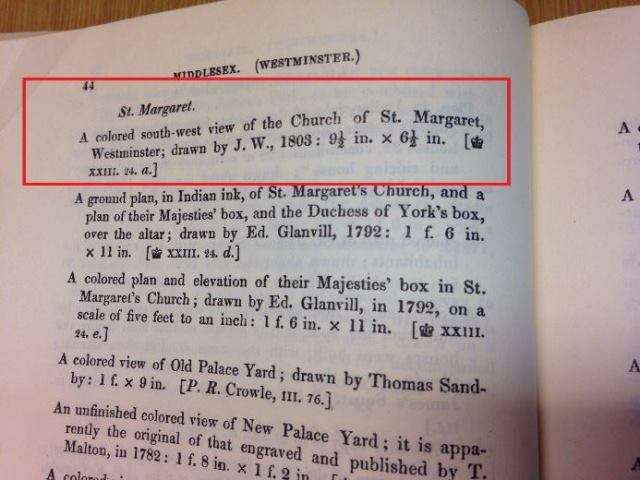 44
MIDDLESEX. (WESTMINSTER.)
St. Margaret.
A colored south-west view of the Church of St. Margaret,
Westminster; drawn by J. W., 1803: 9½ in. × 6½ in. [♚
XXIII. 24. a.]
A ground plan, in Indian ink, of St. Margaret's Church, and a
plan of their Majesties' box, and the Duchess of York's box,
over the altar; drawn by Ed. Glanvill, 1792: 1 f. 6 in.
× 11 in. [♚ XXIII. 24. d.]
A colored plan and elevation of their Majesties' box in St.
Margaret's Church; drawn by Ed. Glanvill, in 1792, on a
scale of five feet to an inch: 1 f. 6 in. × 11 in. [♚ XXIII.
24. e.]
A colored view of Old Palace Yard; drawn by Thomas Sand-
by: 1 f. × 9 in. [P. R. Crowle, III. 76.]
An unfinished colored view of New Palace Yard; it is appa-
rently the original of that engraved and published by T.
Malton, in 1782: 1 f. 8 in. × 1 f. 2 in.
A colored
A
A
A